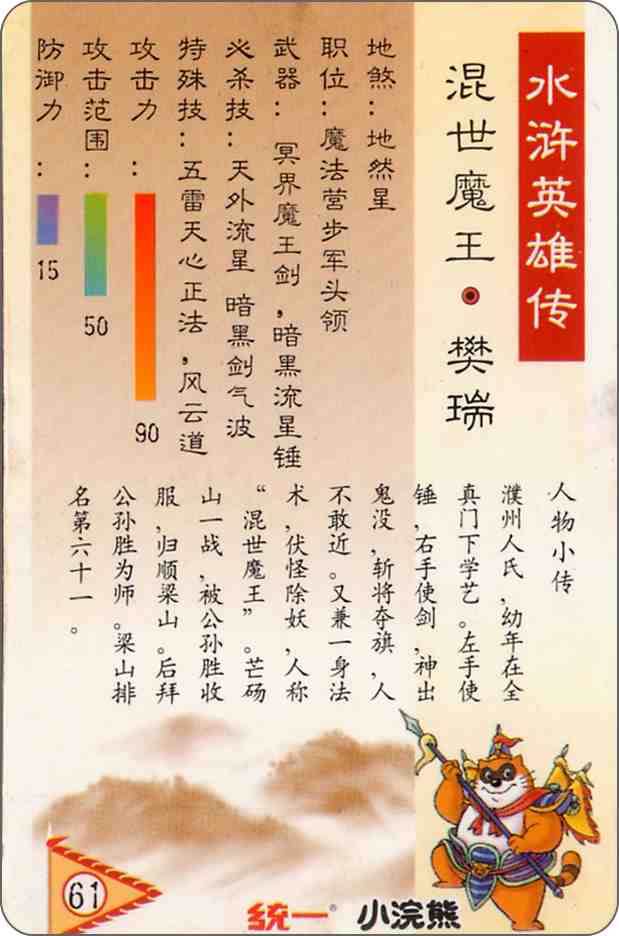 水浒英雄传
混世魔王·樊瑞
地煞：地然星
职位：魔法营步军头领
武器：冥界魔王剑，暗黑流星锤
必杀技：天外流星 暗黑剑气波
特殊技：五雷天心正法，风云道
攻击力：
90
攻击范围：
50
防御力：
15
人物小传
濮州人氏，幼年在全
真门下学艺。左手使
锤，右手使剑，神出
鬼没，斩将夺旗，人
不敢近。又兼一身法
术，伏怪除妖，人称
“混世魔王”。芒砀
山一战，被公孙胜收
服，归顺梁山。后拜
公孙胜为师。梁山排
名第六十一。
61
统一® 小浣熊